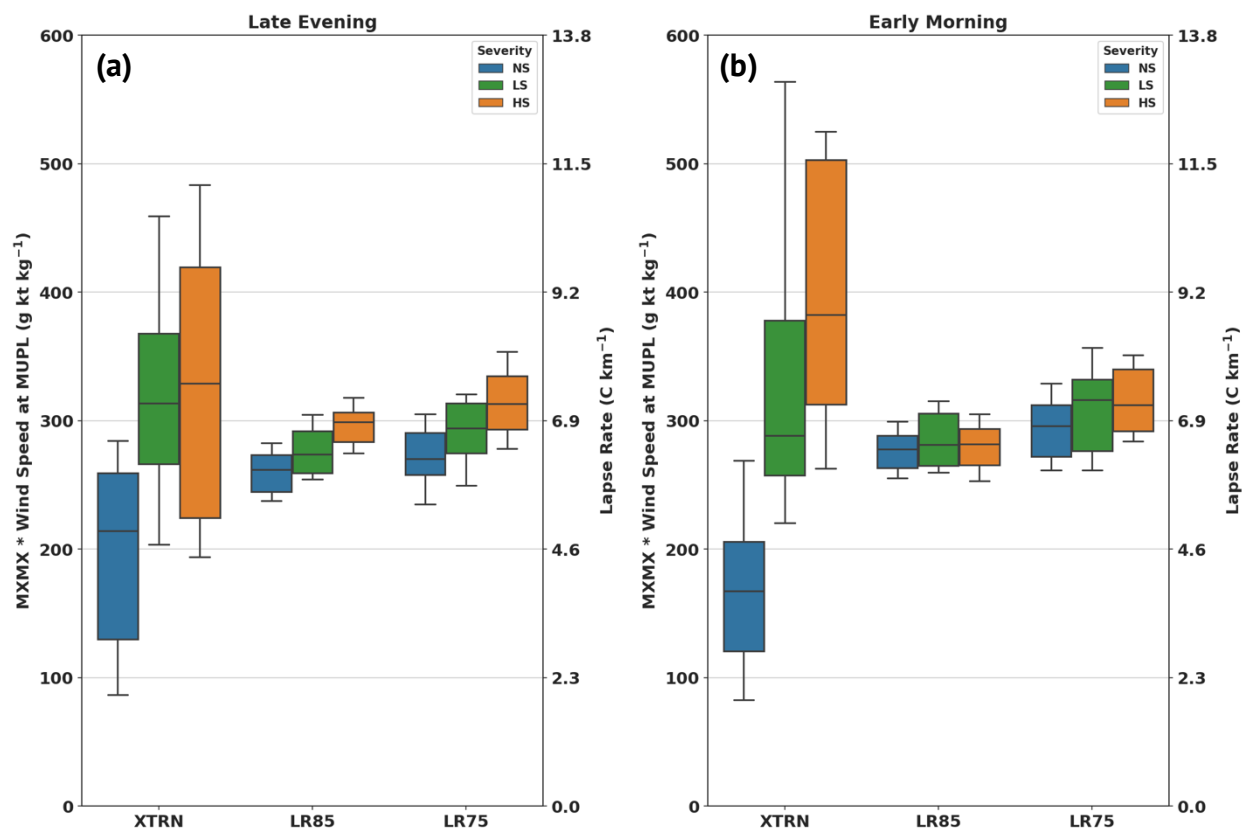 Late Evening
(a)
Severity
NS
LS
HS
600
500
400
300
200
100
0
MXMX * Wind Speed at MUPL (g kt kg⁻¹)
13.8
11.5
9.2
6.9
4.6
2.3
0.0
Lapse Rate (C km⁻¹)
XTRN LR85 LR75
Early Morning
(b)
Severity
NS
LS
HS
600
500
400
300
200
100
0
MXMX * Wind Speed at MUPL (g kt kg⁻¹)
13.8
11.5
9.2
6.9
4.6
2.3
0.0
Lapse Rate (C km⁻¹)
XTRN LR85 LR75